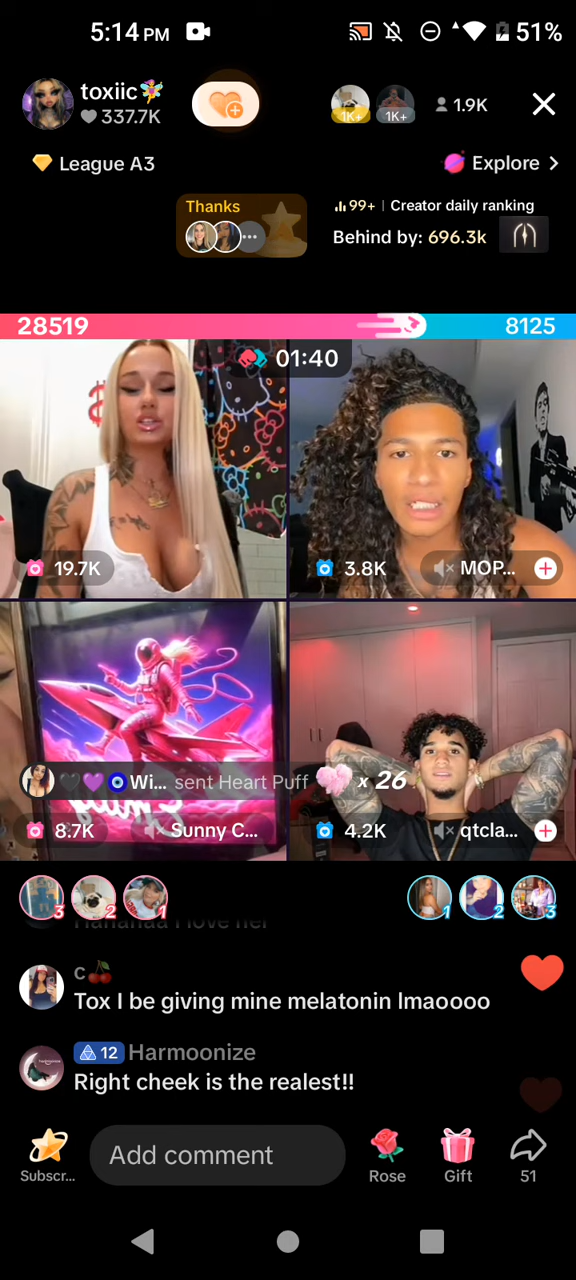 5:14 PM
51%
toxiic🧚
337.7K
1K+
1K+
1.9K
League A3
Explore >
Thanks
99+ | Creator daily ranking
Behind by: 696.3k
28519
8125
01:40
19.7K
3.8K
MOP...
🖤💜🧿Wi... sent Heart Puff x 26
8.7K
Sunny C...
4.2K
qtcla...
3
2
1
1
2
3
Hahahaa I love her
c🍒
Tox I be giving mine melatonin lmaoooo
12 Harmoonize
Right cheek is the realest!!
Subscr...
Add comment
Rose
Gift
51